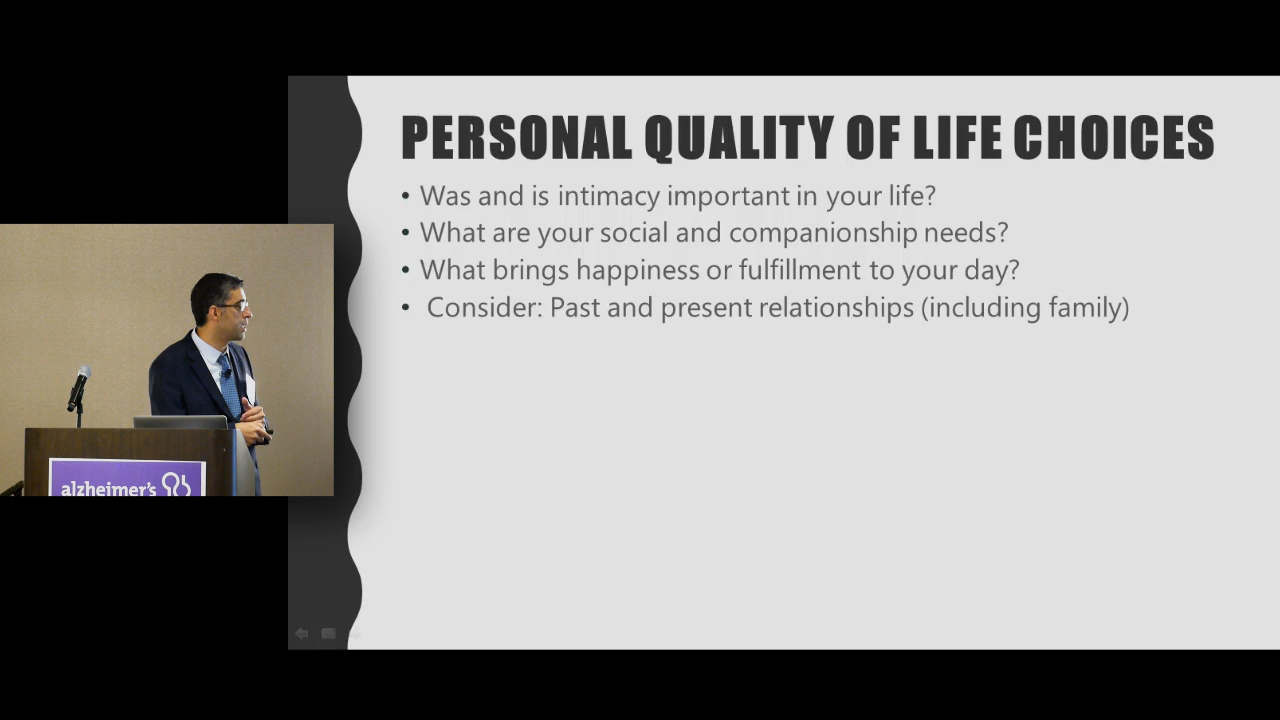 PERSONAL QUALITY OF LIFE CHOICES
• Was and is intimacy important in your life?
• What are your social and companionship needs?
• What brings happiness or fulfillment to your day?
• Consider: Past and present relationships (including family)
alzheimer's